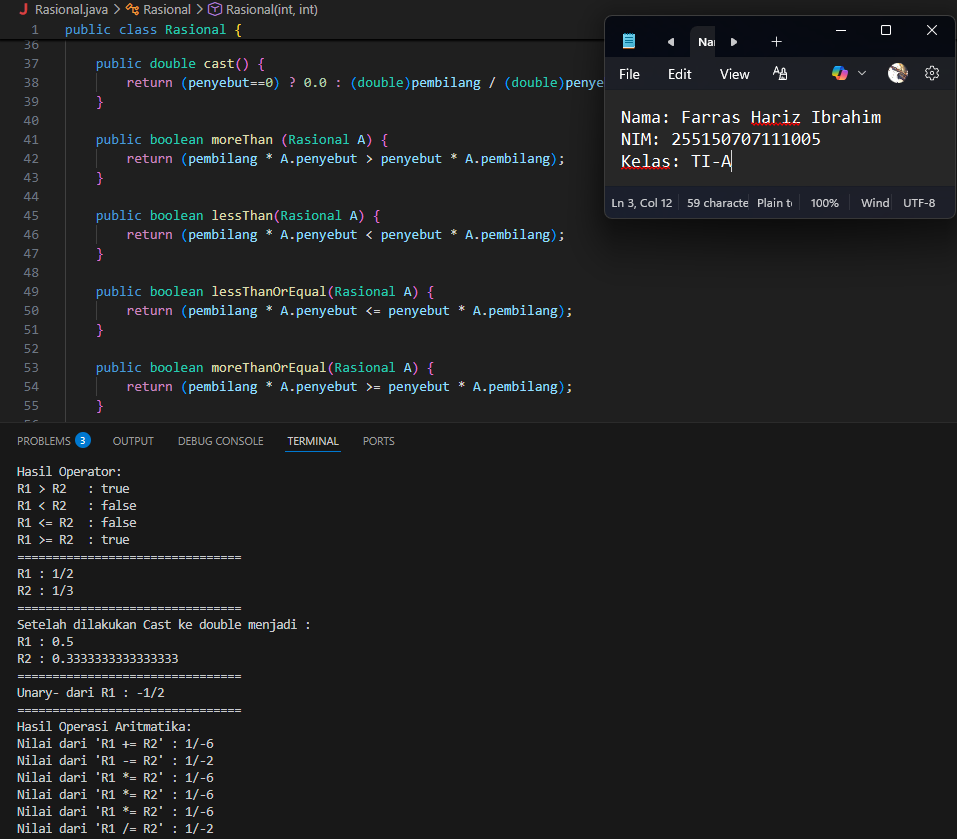 Rasional.java > Rasional > Rasional(int, int)
1 public class Rasional {
36
37 public double cast() {
38 return (penyebut==0) ? 0.0 : (double)pembilang / (double)penye
39 }
40
41 public boolean moreThan (Rasional A) {
42 return (pembilang * A.penyebut > penyebut * A.pembilang);
43 }
44
45 public boolean lessThan(Rasional A) {
46 return (pembilang * A.penyebut < penyebut * A.pembilang);
47 }
48
49 public boolean lessThanOrEqual(Rasional A) {
50 return (pembilang * A.penyebut <= penyebut * A.pembilang);
51 }
52
53 public boolean moreThanOrEqual(Rasional A) {
54 return (pembilang * A.penyebut >= penyebut * A.pembilang);
55 }
Nar
File Edit View
Nama: Farras Hariz Ibrahim
NIM: 255150707111005
Kelas: TI-A
Ln 3, Col 12 59 characte Plain t 100% Wind UTF-8
PROBLEMS 3 OUTPUT DEBUG CONSOLE TERMINAL PORTS
Hasil Operator:
R1 > R2 : true
R1 < R2 : false
R1 <= R2 : false
R1 >= R2 : true
================================
R1 : 1/2
R2 : 1/3
================================
Setelah dilakukan Cast ke double menjadi :
R1 : 0.5
R2 : 0.3333333333333333
================================
Unary- dari R1 : -1/2
================================
Hasil Operasi Aritmatika:
Nilai dari 'R1 += R2' : 1/-6
Nilai dari 'R1 -= R2' : 1/-2
Nilai dari 'R1 *= R2' : 1/-6
Nilai dari 'R1 *= R2' : 1/-6
Nilai dari 'R1 *= R2' : 1/-6
Nilai dari 'R1 /= R2' : 1/-2